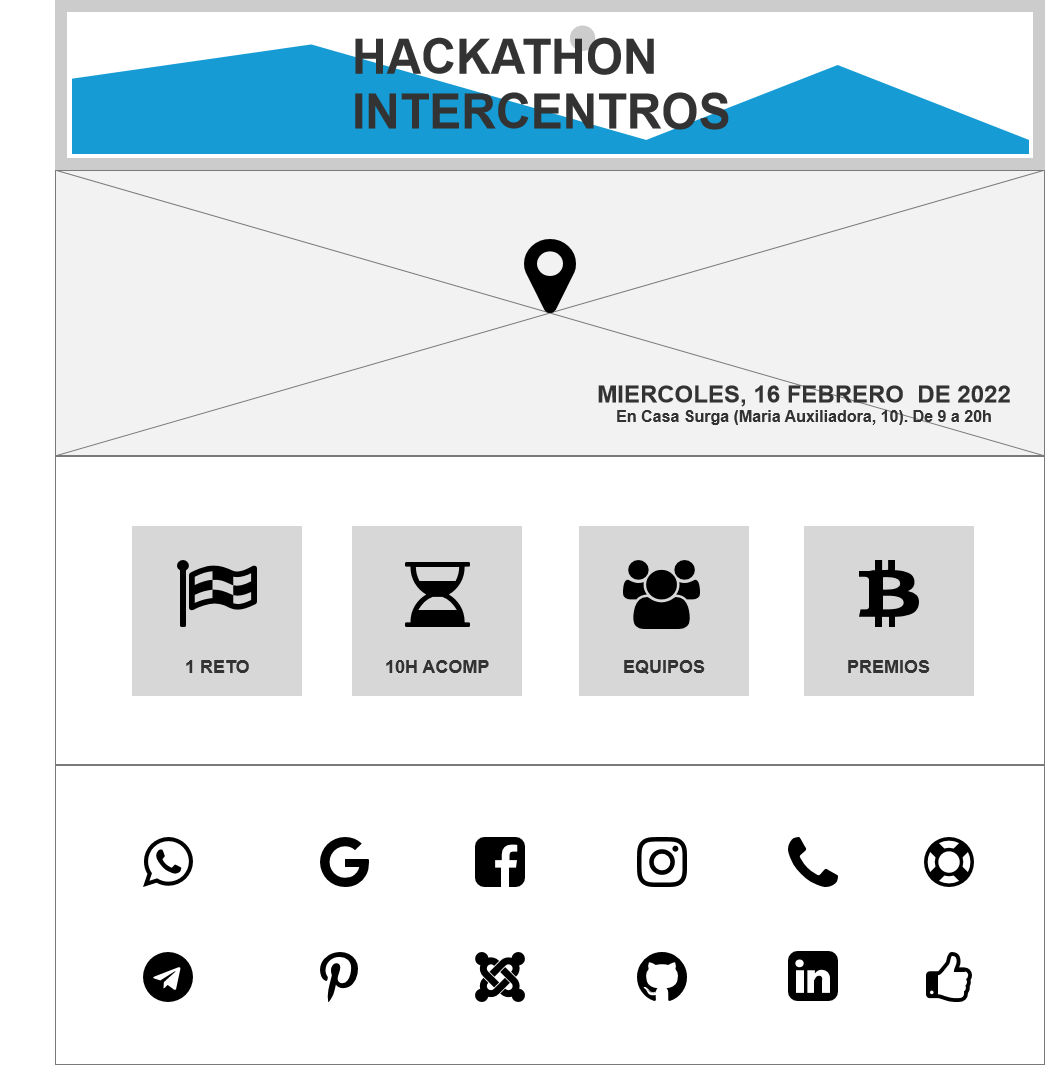 HACKATHON
INTERCENTROS
MIERCOLES, 16 FEBRERO  DE 2022
En Casa Surga (Maria Auxiliadora, 10). De 9 a 20h
1 RETO
10H ACOMP
EQUIPOS
PREMIOS